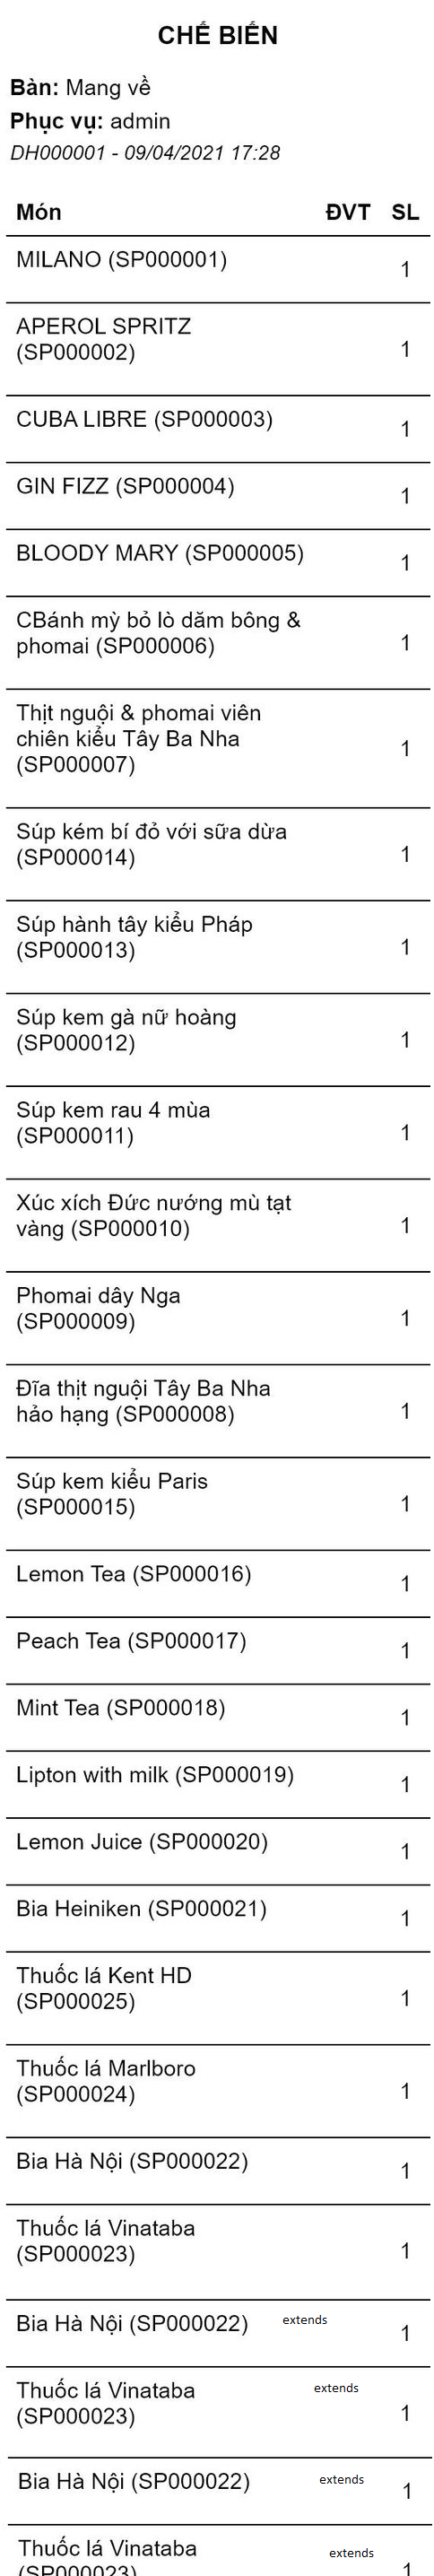 CHẾ BIẾN
Bàn: Mang về
Phục vụ: admin
DH000001 - 09/04/2021 17:28
Món ĐVT SL
MILANO (SP000001)
1
APEROL SPRITZ
(SP000002)
1
CUBA LIBRE (SP000003)
1
GIN FIZZ (SP000004)
1
BLOODY MARY (SP000005)
1
CBánh mỳ bỏ lò dăm bông &
phomai (SP000006)
1
Thịt nguội & phomai viên
chiên kiểu Tây Ba Nha
(SP000007)
1
Súp kém bí đỏ với sữa dừa
(SP000014)
1
Súp hành tây kiểu Pháp
(SP000013)
1
Súp kem gà nữ hoàng
(SP000012)
1
Súp kem rau 4 mùa
(SP000011)
1
Xúc xích Đức nướng mù tạt
vàng (SP000010)
1
Phomai dây Nga
(SP000009)
1
Đĩa thịt nguội Tây Ba Nha
hảo hạng (SP000008)
1
Súp kem kiểu Paris
(SP000015)
1
Lemon Tea (SP000016)
1
Peach Tea (SP000017)
1
Mint Tea (SP000018)
1
Lipton with milk (SP000019)
1
Lemon Juice (SP000020)
1
Bia Heiniken (SP000021)
1
Thuốc lá Kent HD
(SP000025)
1
Thuốc lá Marlboro
(SP000024)
1
Bia Hà Nội (SP000022)
1
Thuốc lá Vinataba
(SP000023)
1
Bia Hà Nội (SP000022) extends
1
Thuốc lá Vinataba extends
(SP000023)
1
Bia Hà Nội (SP000022) extends
1
Thuốc lá Vinataba extends
(SP000023)
1